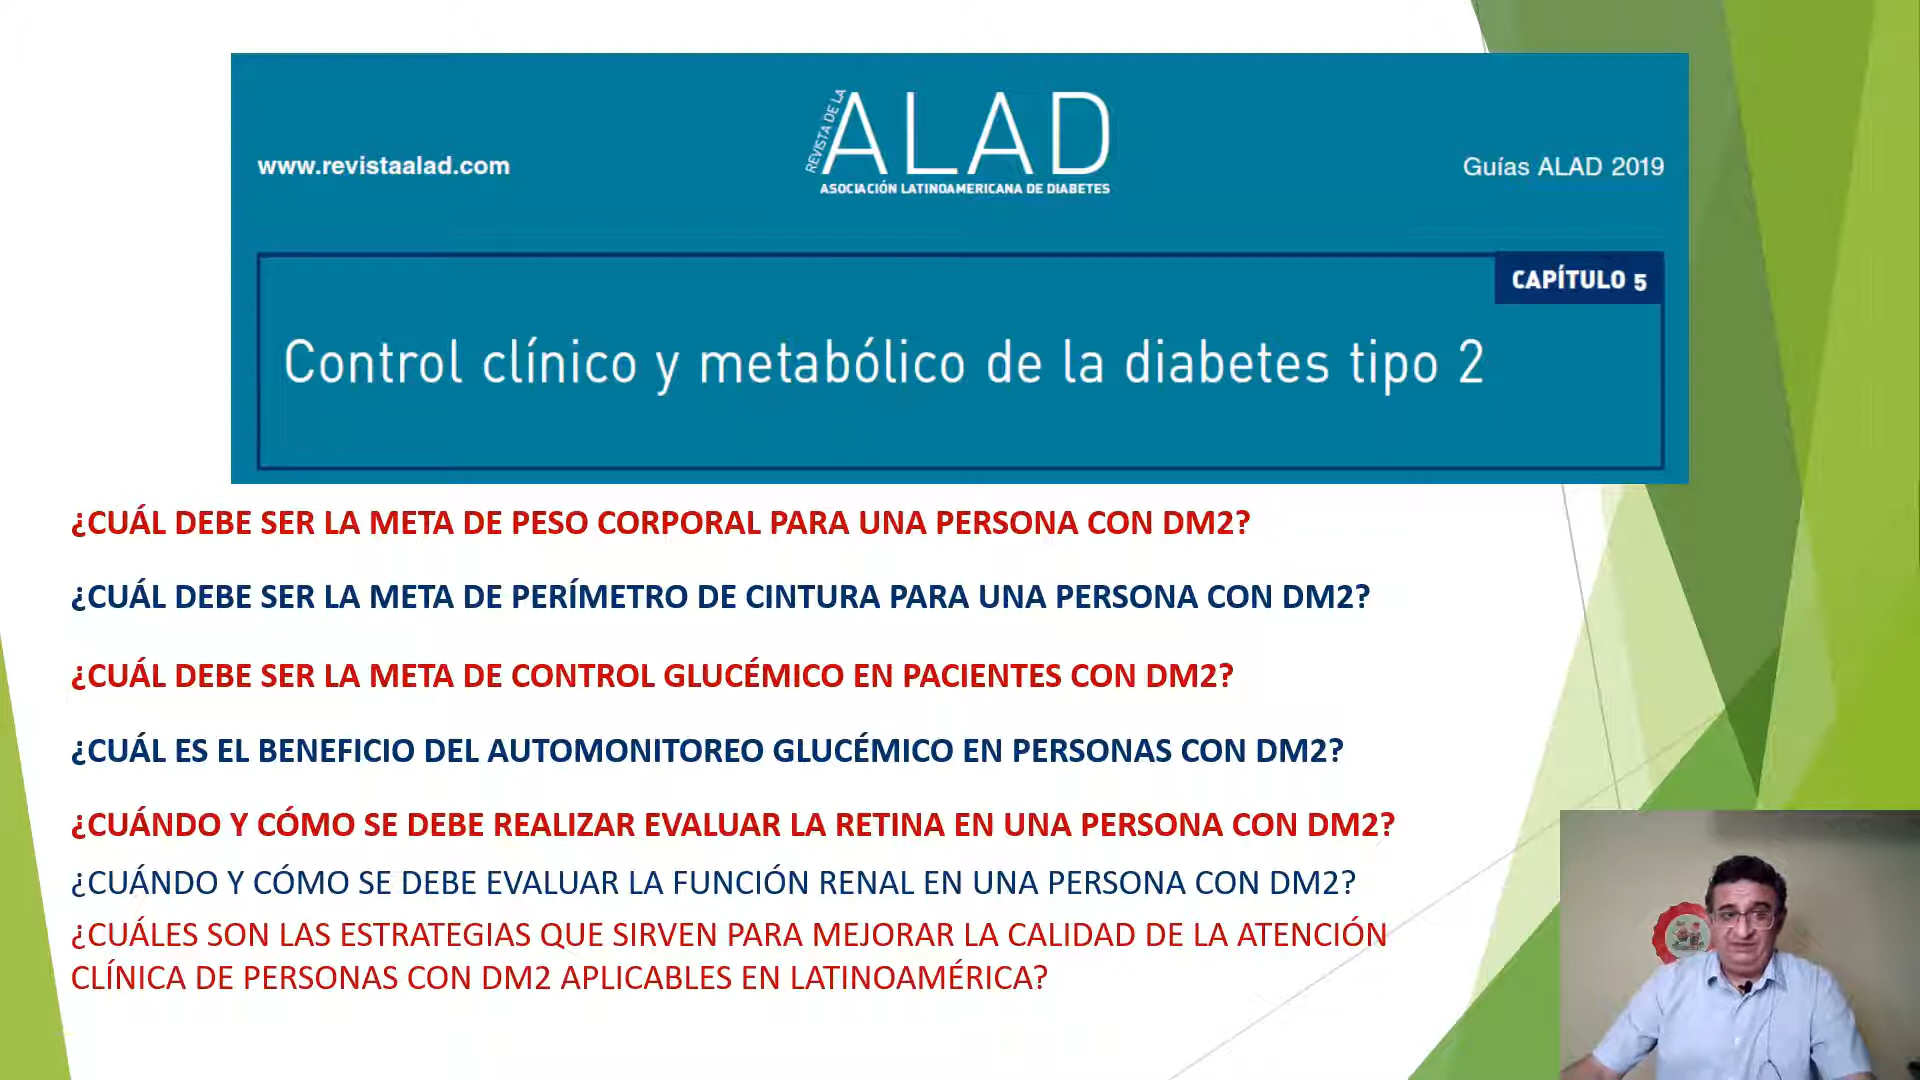 www.revistaalad.com
REVISTA DE LA
ALAD
ASOCIACIÓN LATINOAMERICANA DE DIABETES
Guías ALAD 2019
CAPÍTULO 5
Control clínico y metabólico de la diabetes tipo 2
¿CUÁL DEBE SER LA META DE PESO CORPORAL PARA UNA PERSONA CON DM2?
¿CUÁL DEBE SER LA META DE PERÍMETRO DE CINTURA PARA UNA PERSONA CON DM2?
¿CUÁL DEBE SER LA META DE CONTROL GLUCÉMICO EN PACIENTES CON DM2?
¿CUÁL ES EL BENEFICIO DEL AUTOMONITOREO GLUCÉMICO EN PERSONAS CON DM2?
¿CUÁNDO Y CÓMO SE DEBE REALIZAR EVALUAR LA RETINA EN UNA PERSONA CON DM2?
¿CUÁNDO Y CÓMO SE DEBE EVALUAR LA FUNCIÓN RENAL EN UNA PERSONA CON DM2?
¿CUÁLES SON LAS ESTRATEGIAS QUE SIRVEN PARA MEJORAR LA CALIDAD DE LA ATENCIÓN
CLÍNICA DE PERSONAS CON DM2 APLICABLES EN LATINOAMÉRICA?